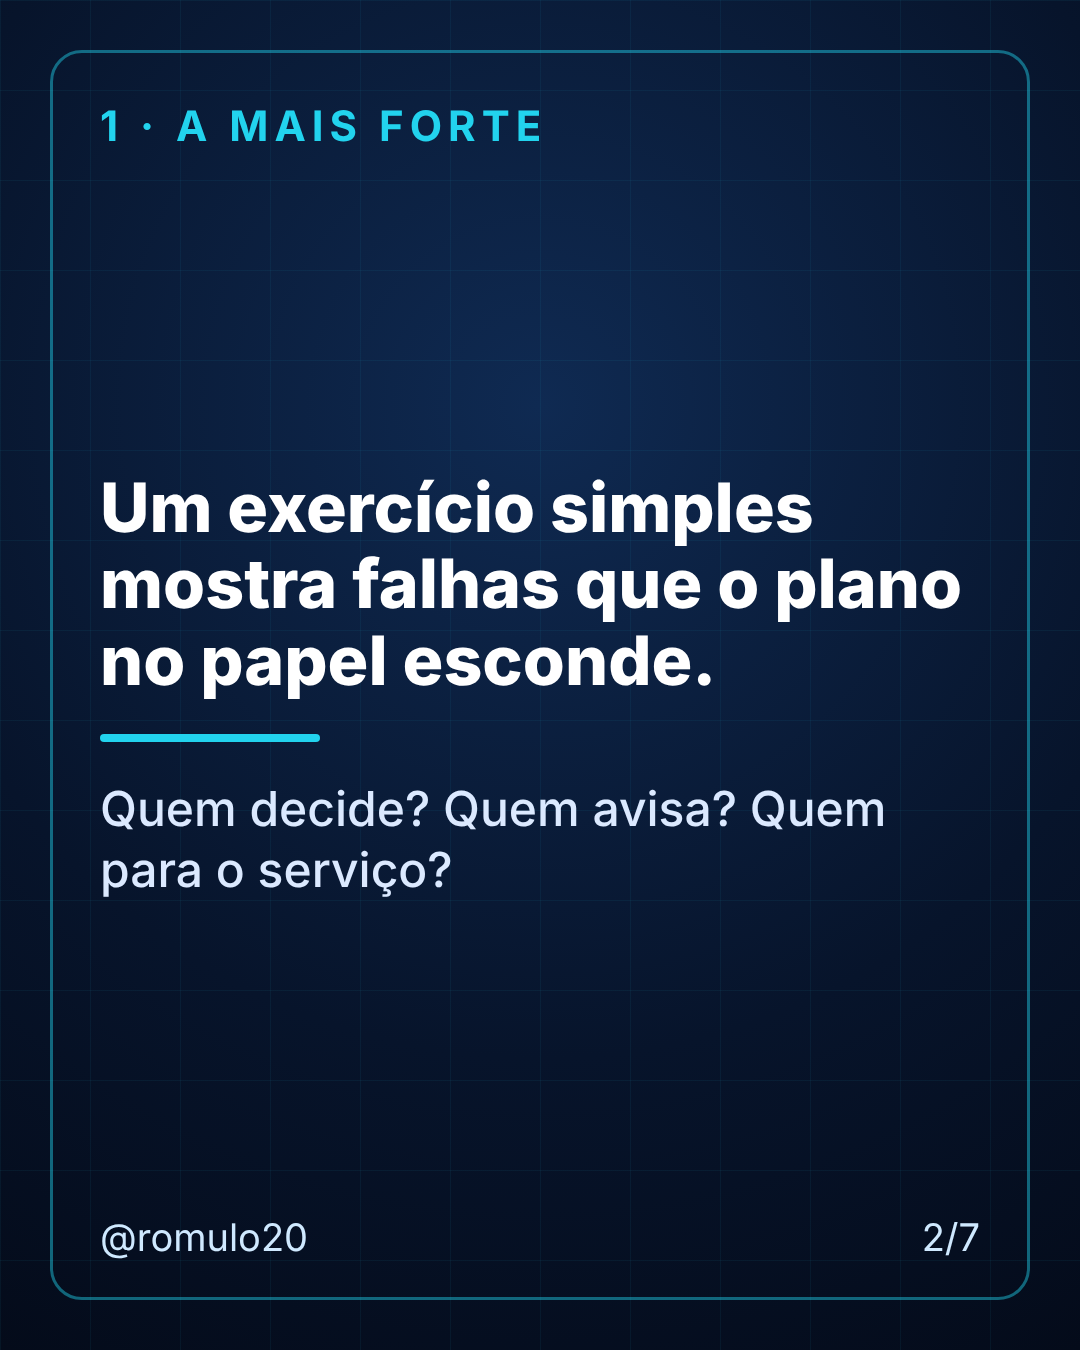 1 · A MAIS FORTE
Um exercício simples
mostra falhas que o plano
no papel esconde.
Quem decide? Quem avisa? Quem
para o serviço?
@romulo20
2/7